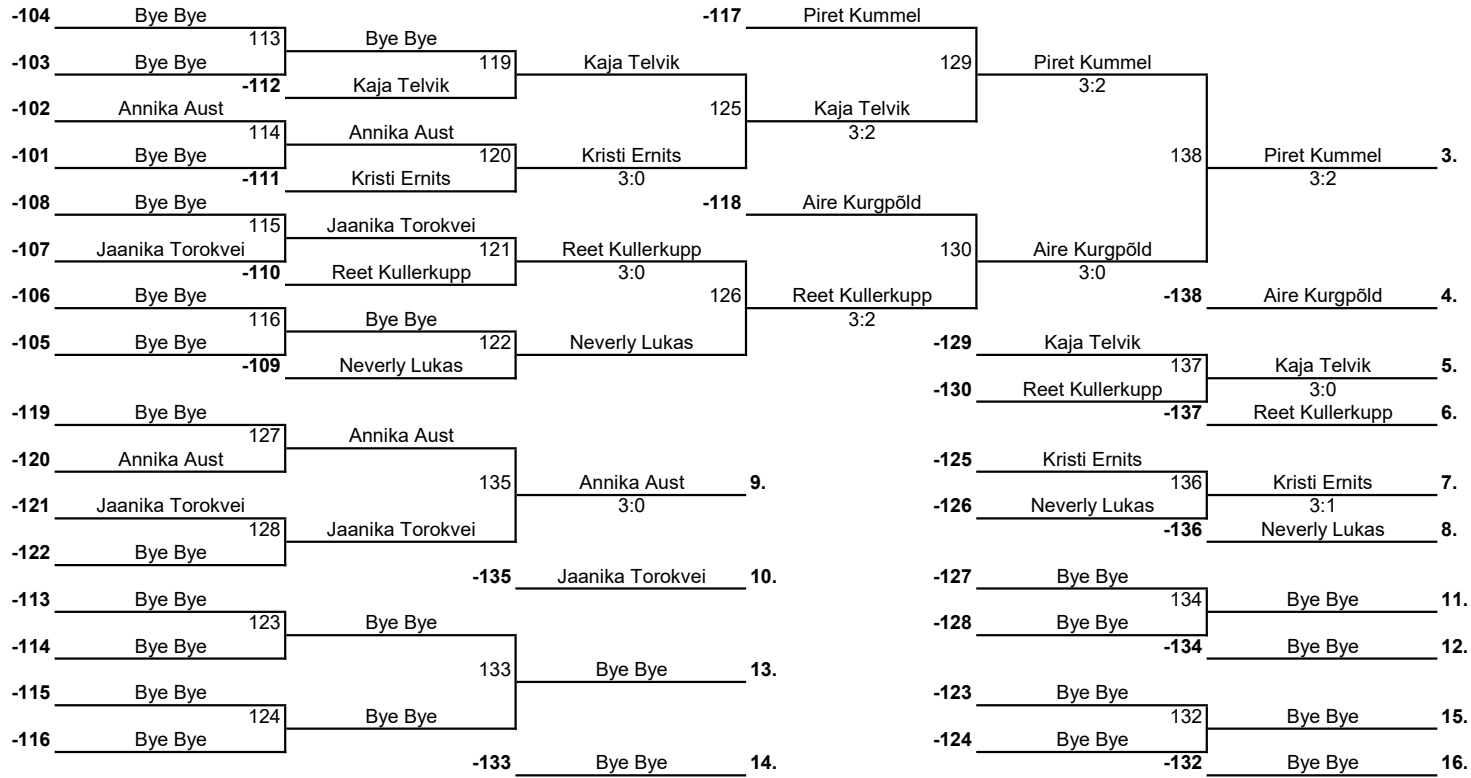 -104 Bye Bye -117 Piret Kummel
113 Bye Bye
-103 Bye Bye 119 Kaja Telvik 129 Piret Kummel
-112 Kaja Telvik 3:2
-102 Annika Aust 125 Kaja Telvik
114 Annika Aust 3:2
-101 Bye Bye 120 Kristi Ernits 138 Piret Kummel 3.
-111 Kristi Ernits 3:0 3:2
-108 Bye Bye -118 Aire Kurgpõld
115 Jaanika Torokvei
-107 Jaanika Torokvei 121 Reet Kullerkupp 130 Aire Kurgpõld
-110 Reet Kullerkupp 3:0 3:0
-106 Bye Bye 126 Reet Kullerkupp -138 Aire Kurgpõld 4.
116 Bye Bye 3:2
-105 Bye Bye 122 Neverly Lukas -129 Kaja Telvik
-109 Neverly Lukas 137 Kaja Telvik 5.
-130 Reet Kullerkupp 3:0
-119 Bye Bye -137 Reet Kullerkupp 6.
127 Annika Aust
-120 Annika Aust -125 Kristi Ernits
135 Annika Aust 9. 136 Kristi Ernits 7.
-121 Jaanika Torokvei 3:0 -126 Neverly Lukas 3:1
128 Jaanika Torokvei -136 Neverly Lukas 8.
-122 Bye Bye
-135 Jaanika Torokvei 10. -127 Bye Bye
-113 Bye Bye 134 Bye Bye 11.
123 Bye Bye -128 Bye Bye
-114 Bye Bye -134 Bye Bye 12.
133 Bye Bye 13.
-115 Bye Bye -123 Bye Bye
124 Bye Bye 132 Bye Bye 15.
-116 Bye Bye -124 Bye Bye
-133 Bye Bye 14. -132 Bye Bye 16.